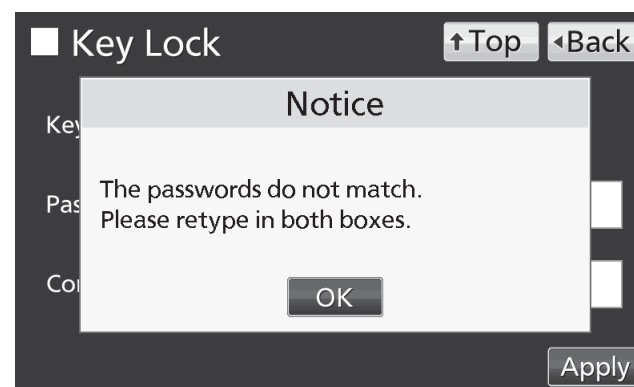 Key Lock
↑Top
◂Back
Notice
Key
The passwords do not match.
Pas
Please retype in both boxes.
Con
OK
Apply